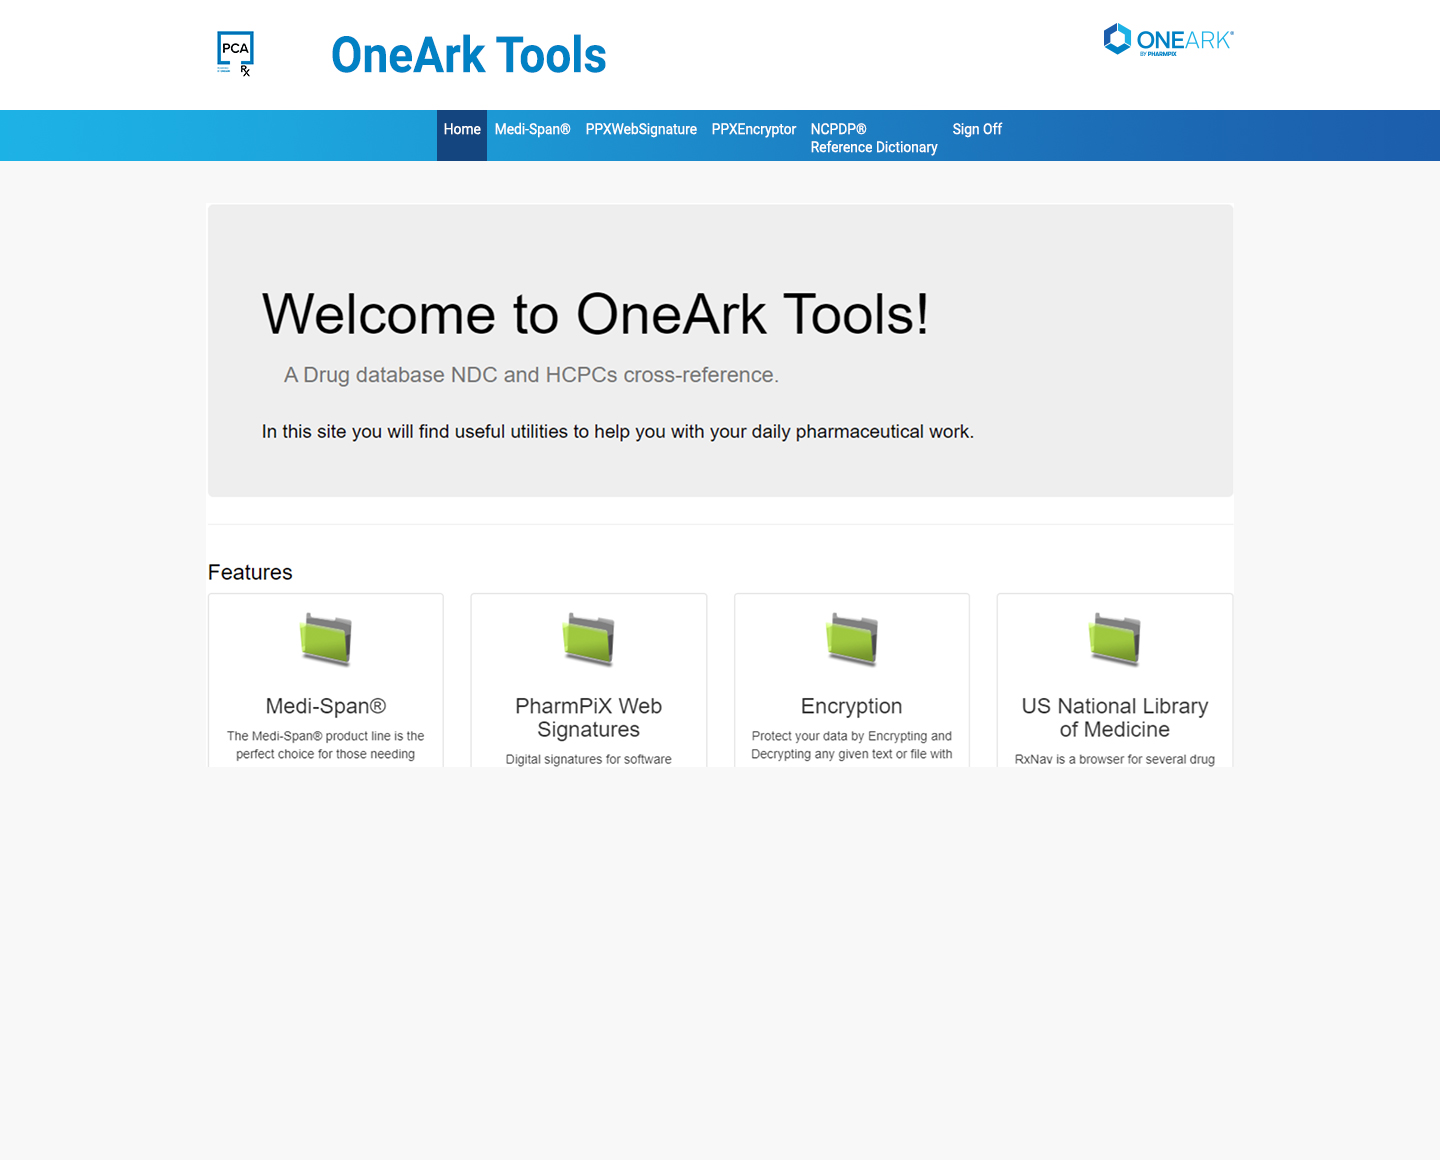 PCA
Rx
OneArk Tools
ONEARK®
BY PHARMPIX
Home
Medi-Span®
PPXWebSignature
PPXEncryptor
NCPDP®
Reference Dictionary
Sign Off
Welcome to OneArk Tools!
A Drug database NDC and HCPCs cross-reference.
In this site you will find useful utilities to help you with your daily pharmaceutical work.
Features
Medi-Span®
The Medi-Span® product line is the
perfect choice for those needing
PharmPiX Web
Signatures
Digital signatures for software
Encryption
Protect your data by Encrypting and
Decrypting any given text or file with
US National Library
of Medicine
RxNav is a browser for several drug